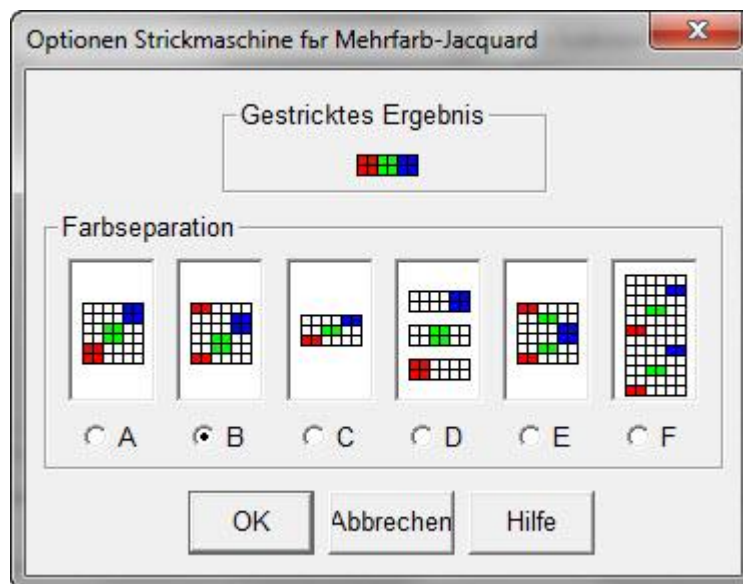 Optionen Strickmaschine fьr Mehrfarb-Jacquard
Gestricktes Ergebnis
Farbseparation
A B C D E F
OK Abbrechen Hilfe